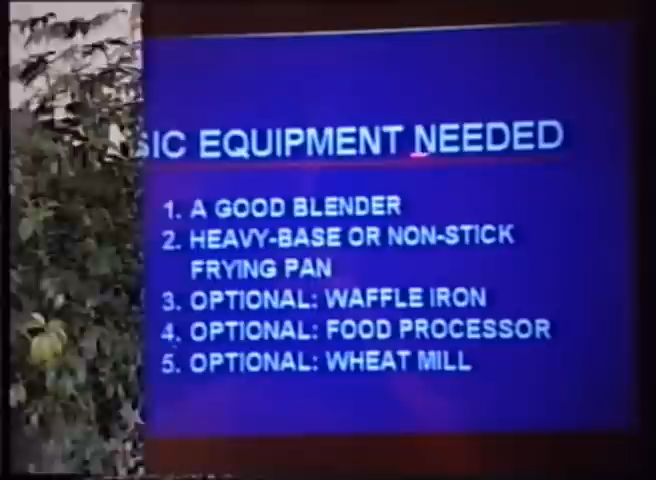 SIC EQUIPMENT NEEDED
1. A GOOD BLENDER
2. HEAVY-BASE OR NON-STICK
FRYING PAN
3. OPTIONAL: WAFFLE IRON
4. OPTIONAL: FOOD PROCESSOR
5. OPTIONAL: WHEAT MILL